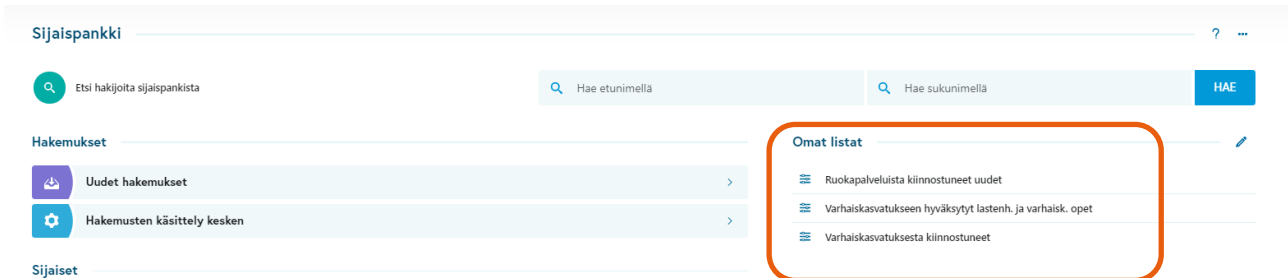 Sijaispankki
?
Etsi hakijoita sijaispankista
Hae etunimellä
Hae sukunimellä
HAE
Hakemukset
Uudet hakemukset
Hakemusten käsittely kesken
Omat listat
Ruokapalveluista kiinnostuneet uudet
Varhaiskasvatukseen hyväksytyt lastenh. ja varhaisk. opet
Varhaiskasvatuksesta kiinnostuneet
Sijaiset